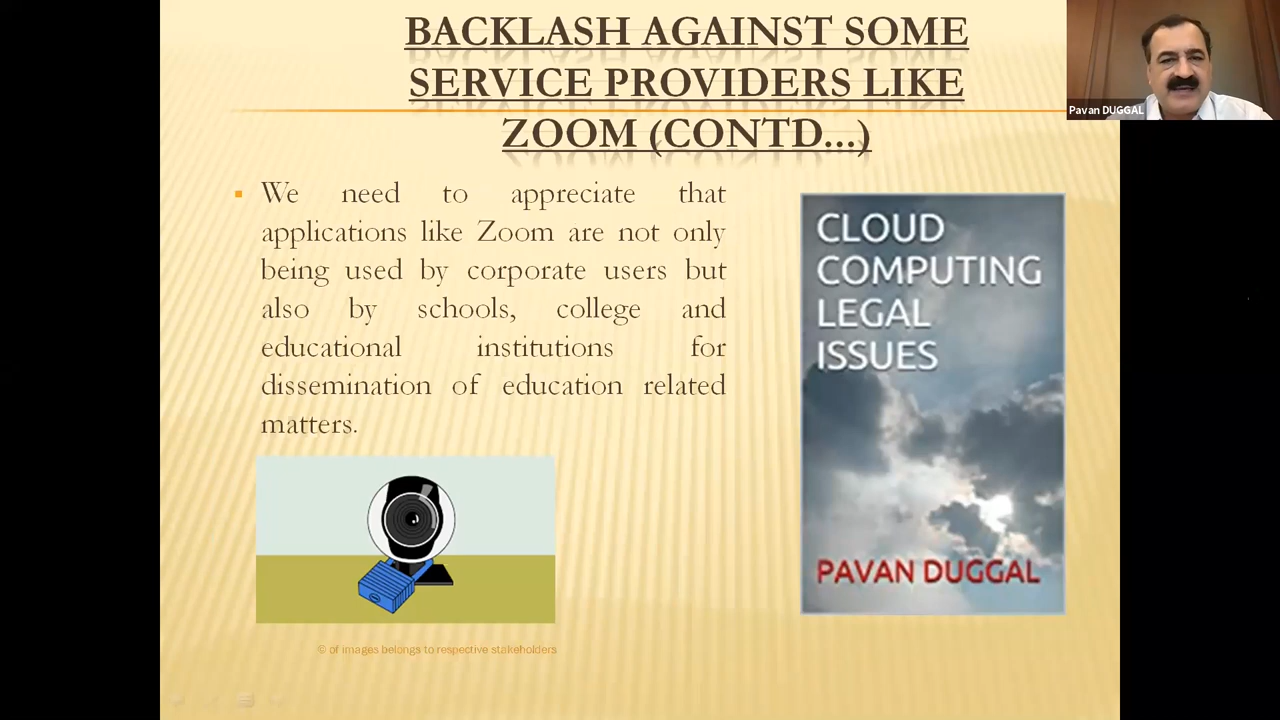 BACKLASH AGAINST SOME
SERVICE PROVIDERS LIKE
ZOOM (CONTD...)
Pavan DUGGAL
We need to appreciate that
applications like Zoom are not only
being used by corporate users but
also by schools, college and
educational institutions for
dissemination of education related
matters.
CLOUD
COMPUTING
LEGAL
ISSUES
PAVAN DUGGAL
© of images belongs to respective stakeholders